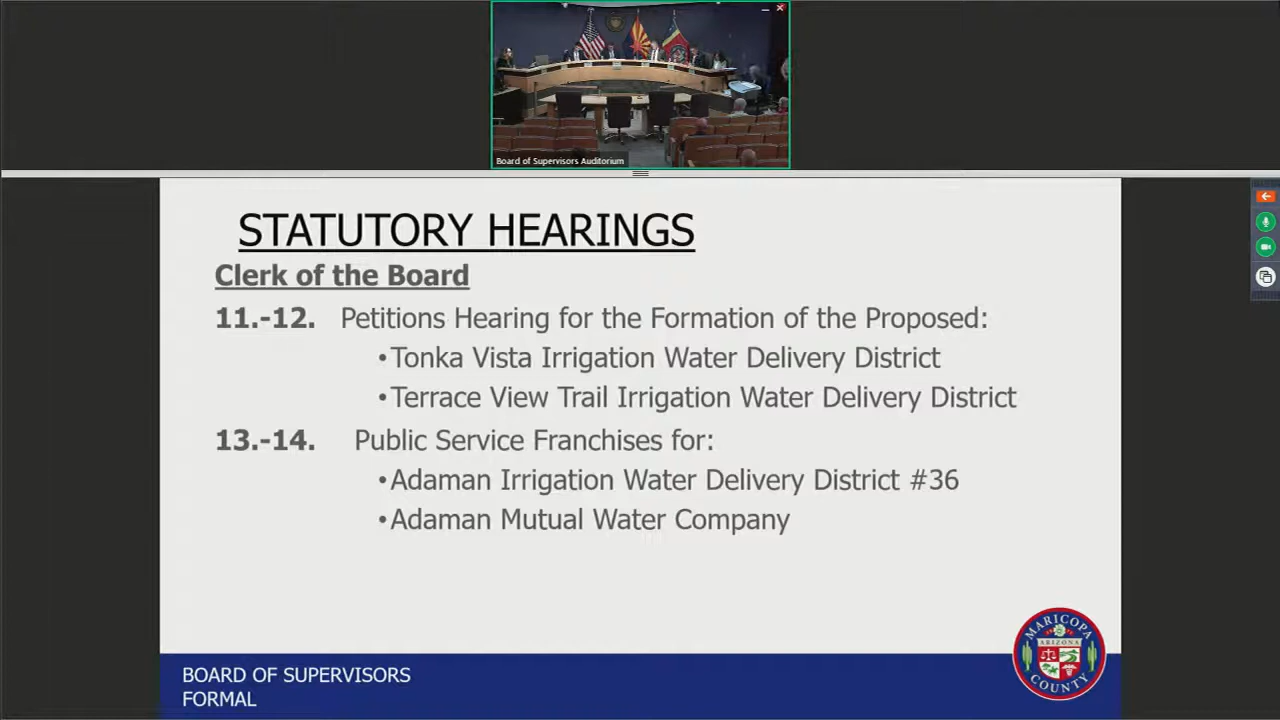 Board of Supervisors Auditorium
STATUTORY HEARINGS
Clerk of the Board
11.-12. Petitions Hearing for the Formation of the Proposed:
•Tonka Vista Irrigation Water Delivery District
•Terrace View Trail Irrigation Water Delivery District
13.-14. Public Service Franchises for:
•Adaman Irrigation Water Delivery District #36
•Adaman Mutual Water Company
BOARD OF SUPERVISORS
FORMAL
MARICOPA
ARIZONA
COUNTY